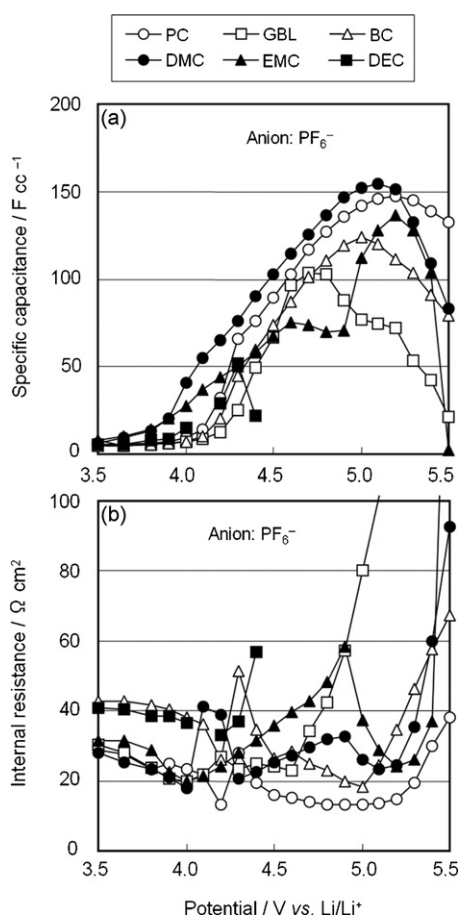 PC GBL BC
DMC EMC DEC
(a)
Anion: PF₆⁻
Specific capacitance / F cc⁻¹
200
150
100
50
0
3.5 4.0 4.5 5.0 5.5
(b)
Anion: PF₆⁻
Internal resistance / Ω cm²
100
80
60
40
20
0
3.5 4.0 4.5 5.0 5.5
Potential / V vs. Li/Li⁺